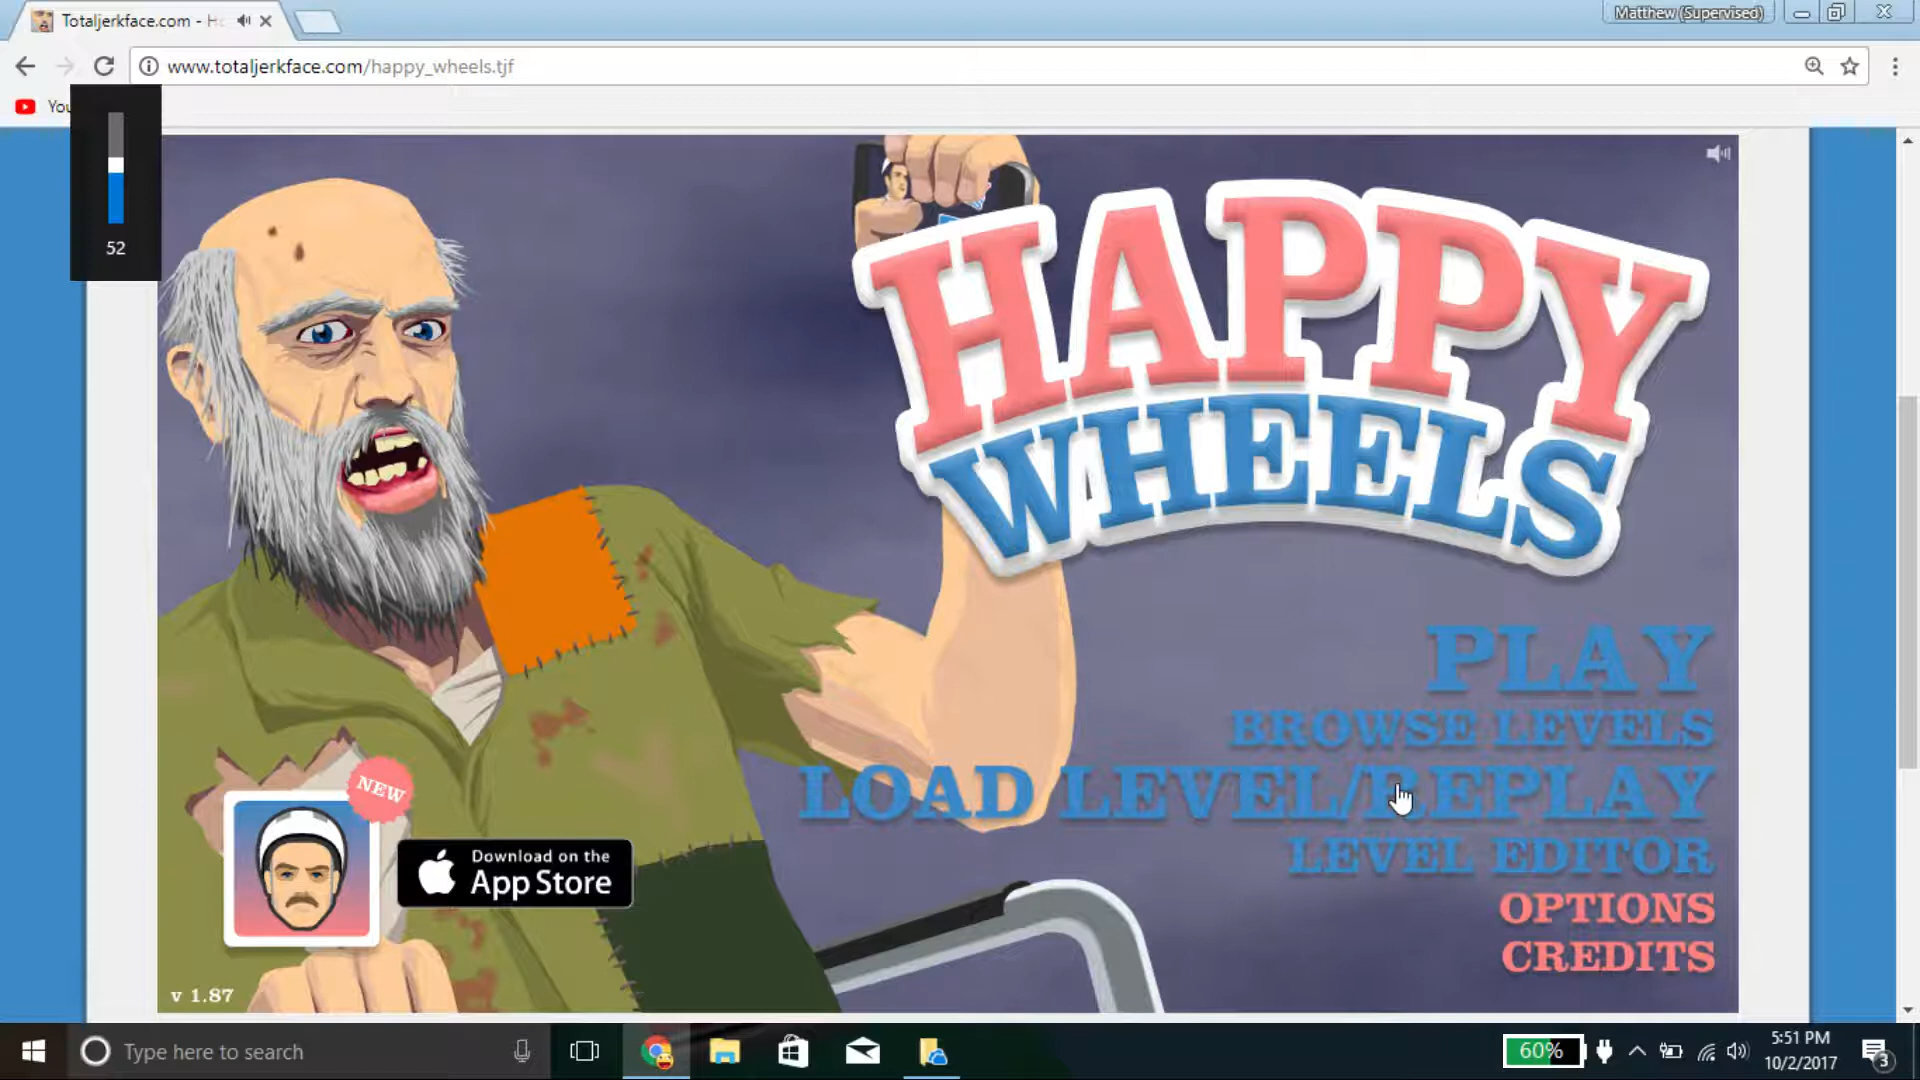 Totaljerkface.com - Ho
Matthew (Supervised)
www.totaljerkface.com/happy_wheels.tjf
You
52
HAPPY
WHEELS
PLAY
BROWSE LEVELS
LOAD LEVEL/REPLAY
LEVEL EDITOR
OPTIONS
CREDITS
NEW
Download on the
App Store
v 1.87
Type here to search
60%
5:51 PM
10/2/2017
3